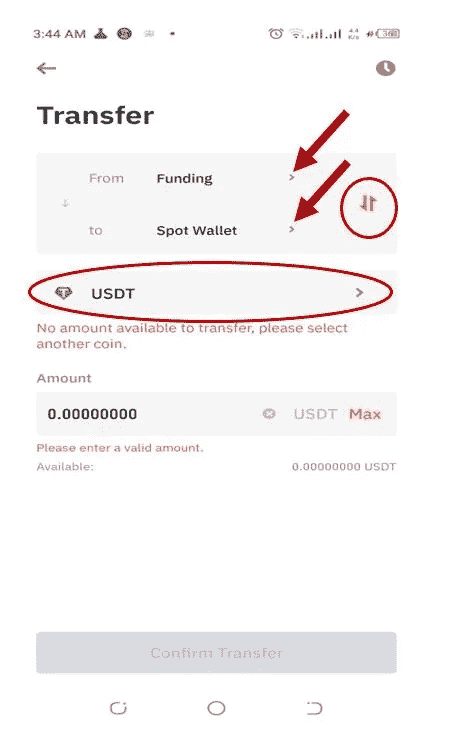 3:44 AM
Transfer
From Funding
to Spot Wallet
USDT
No amount available to transfer, please select
another coin.
Amount
0.00000000 USDT Max
Please enter a valid amount.
Available: 0.00000000 USDT
Confirm Transfer